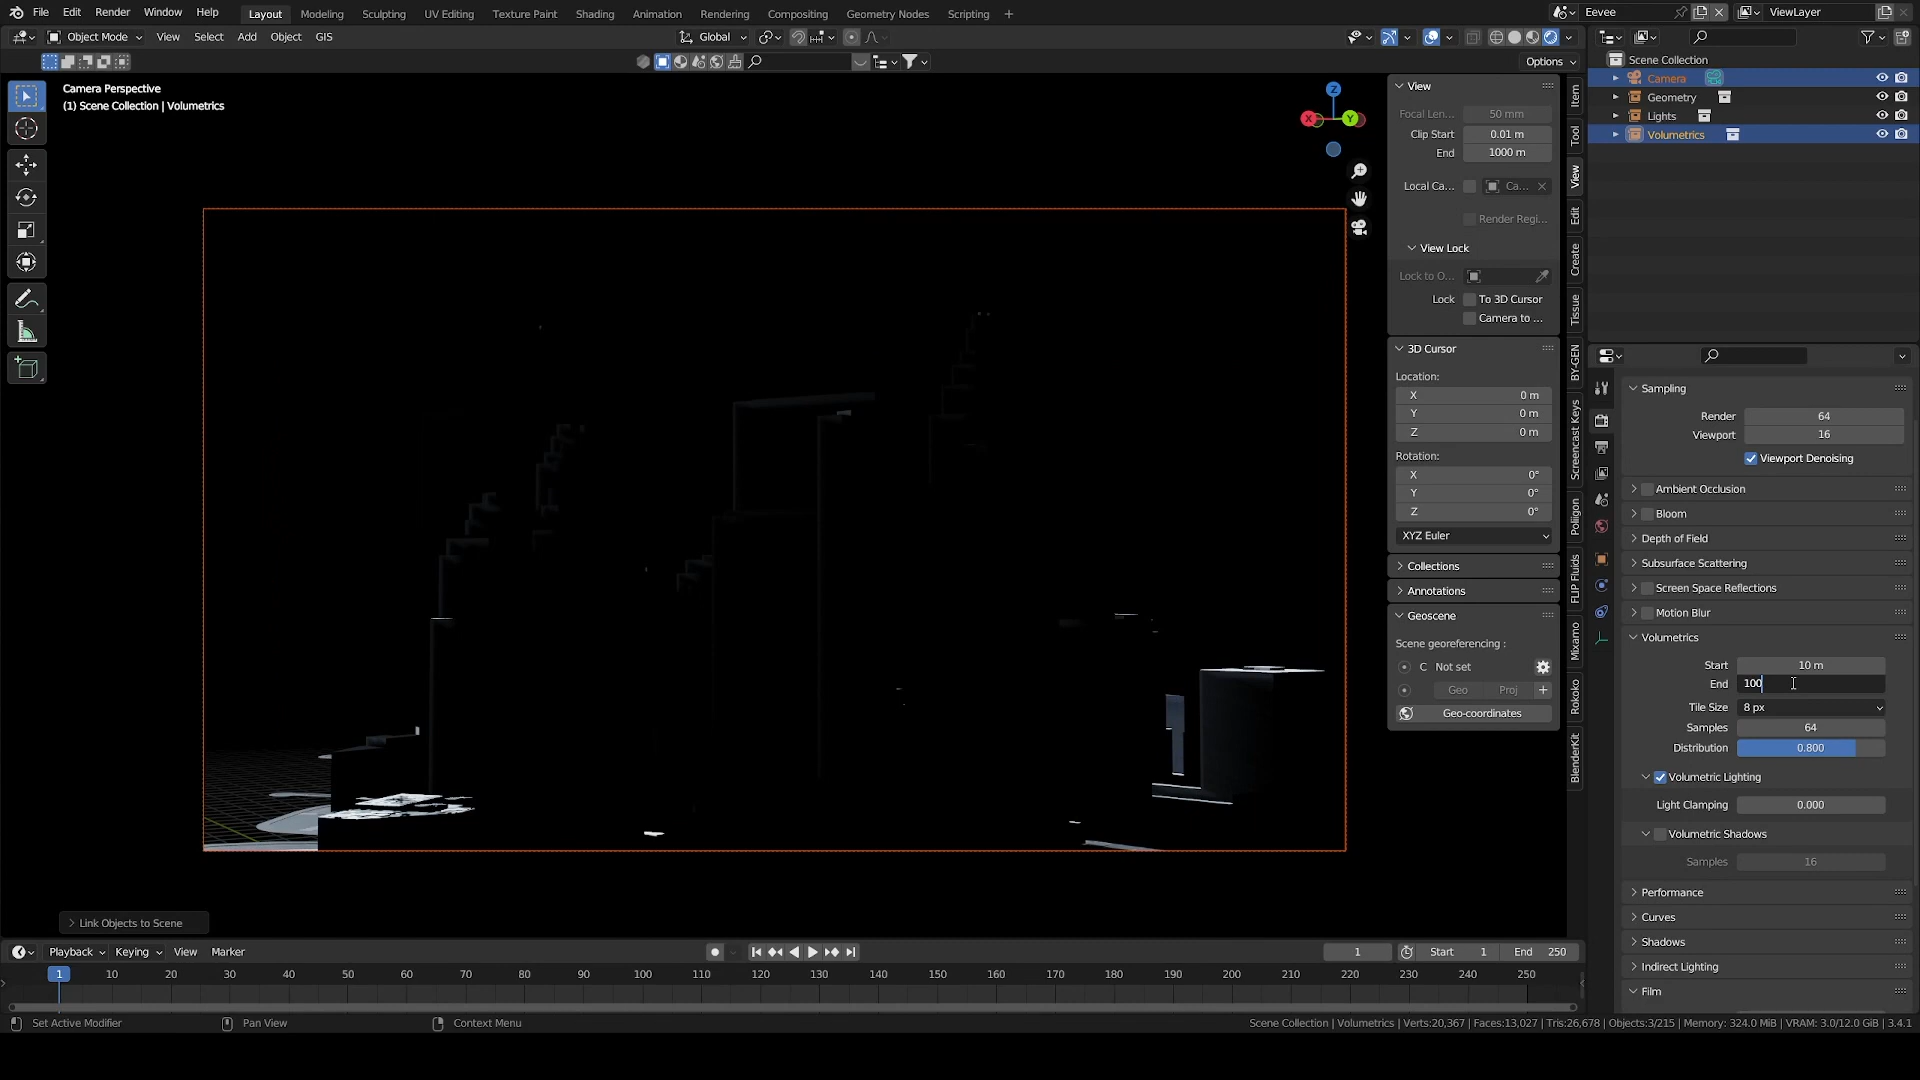 File Edit Render Window Help Layout Modeling Sculpting UV Editing Texture Paint Shading Animation Rendering Compositing Geometry Nodes Scripting + Eevee ViewLayer
Object Mode View Select Add Object GIS Global
Options
Camera Perspective
(1) Scene Collection | Volumetrics
X Y Z
View
Focal Len... 50 mm
Clip Start 0.01 m
End 1000 m
Local Ca... Ca...
Render Regi...
View Lock
Lock to O...
Lock To 3D Cursor
Camera to ...
3D Cursor
Location:
X 0 m
Y 0 m
Z 0 m
Rotation:
X 0°
Y 0°
Z 0°
XYZ Euler
Collections
Annotations
Geoscene
Scene georeferencing :
C Not set
Geo Proj +
Geo-coordinates
Item
Tool
View
Edit
Create
Tissue
BY-GEN
Screencast Keys
Poliigon
FLIP Fluids
Mixamo
Rokoko
BlenderKit
Scene Collection
Camera
Geometry
Lights
Volumetrics
Sampling
Render 64
Viewport 16
Viewport Denoising
Ambient Occlusion
Bloom
Depth of Field
Subsurface Scattering
Screen Space Reflections
Motion Blur
Volumetrics
Start 10 m
End 100
Tile Size 8 px
Samples 64
Distribution 0.800
Volumetric Lighting
Light Clamping 0.000
Volumetric Shadows
Samples 16
Performance
Curves
Shadows
Indirect Lighting
Film
Link Objects to Scene
Playback Keying View Marker 1 Start 1 End 250
1 10 20 30 40 50 60 70 80 90 100 110 120 130 140 150 160 170 180 190 200 210 220 230 240 250
Set Active Modifier Pan View Context Menu Scene Collection | Volumetrics | Verts:20,367 | Faces:13,027 | Tris:26,678 | Objects:3/215 | Memory: 324.0 MiB | VRAM: 3.0/12.0 GiB | 3.4.1